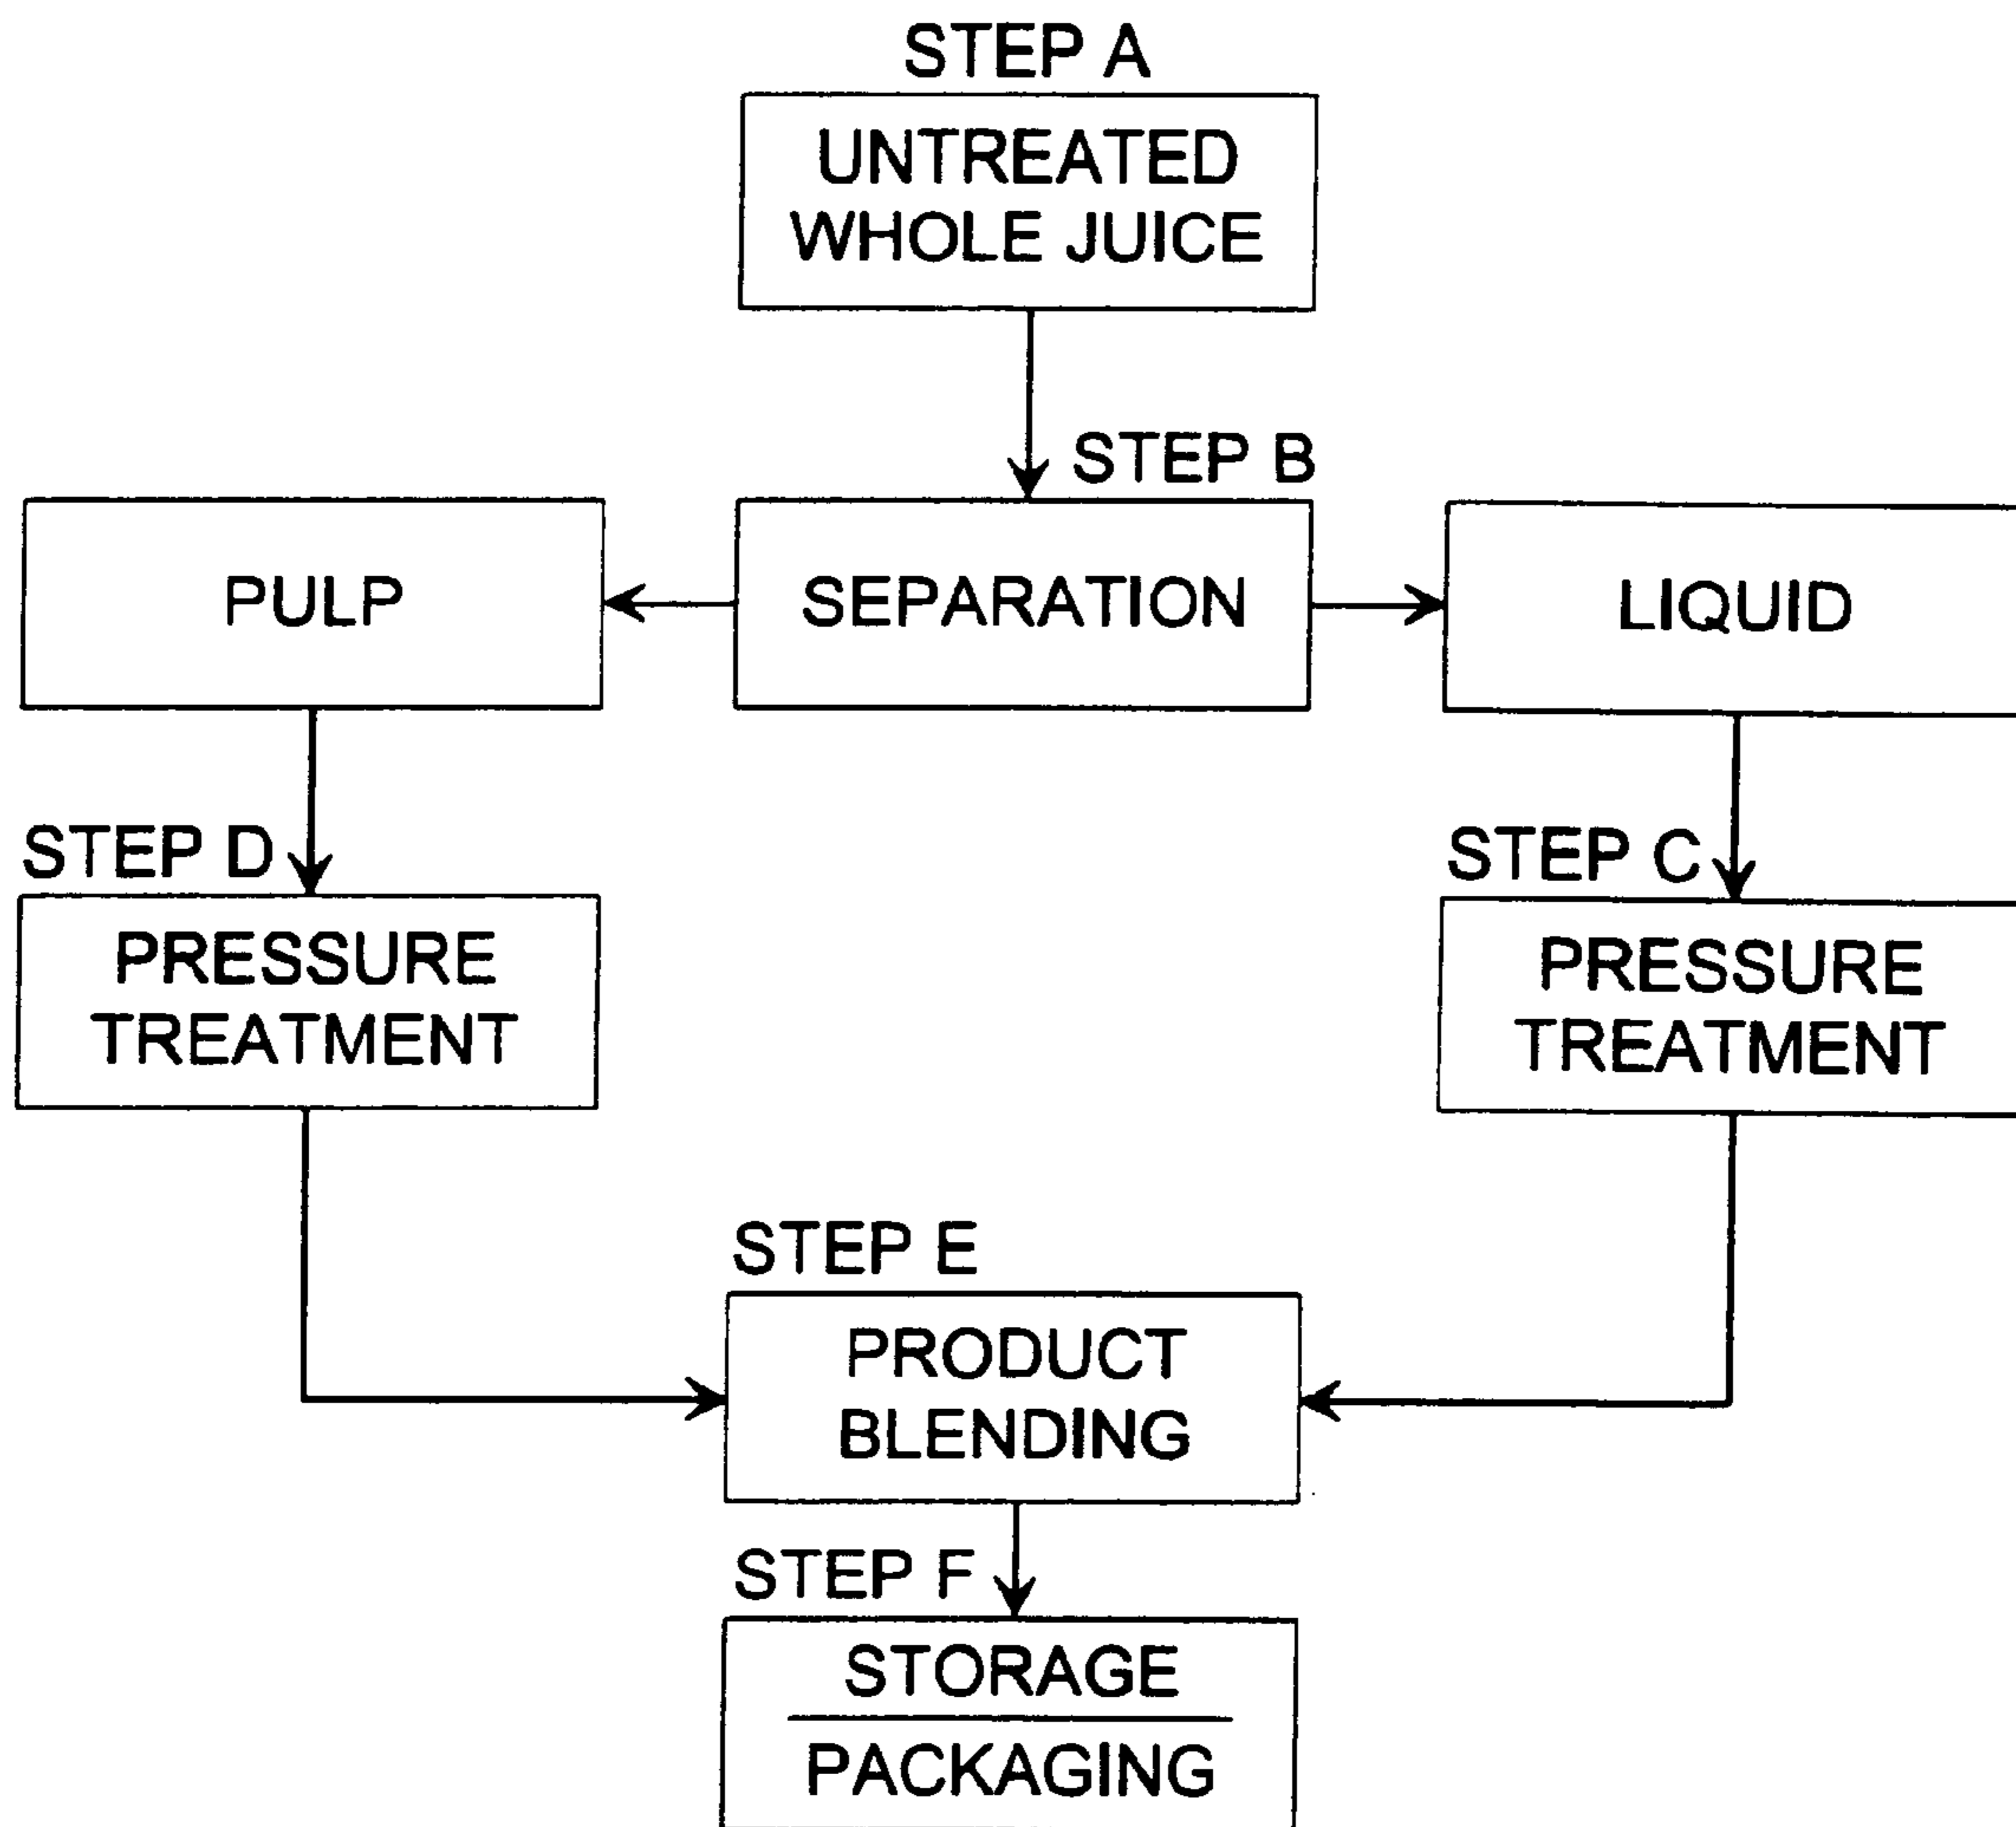 STEP A
UNTREATED
WHOLE JUICE
STEP B
PULP
SEPARATION
LIQUID
STEP D
PRESSURE
TREATMENT
STEP C
PRESSURE
TREATMENT
STEP E
PRODUCT
BLENDING
STEP F
STORAGE
PACKAGING